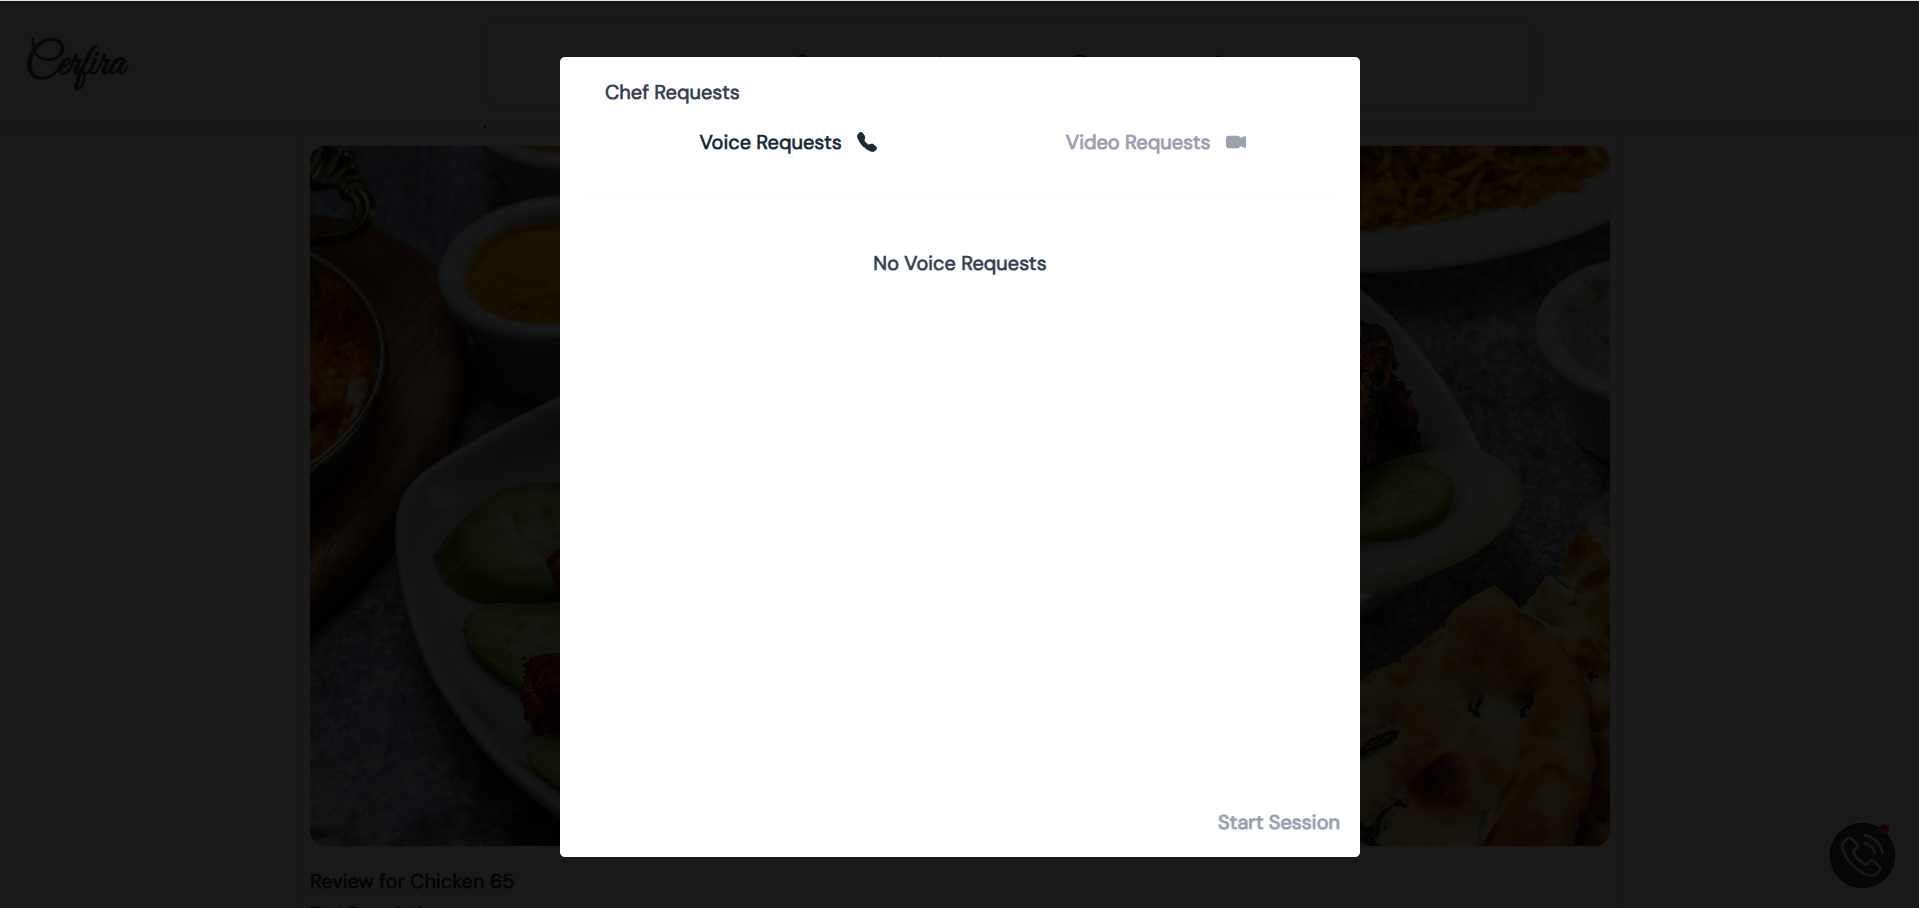 Cerfira
Chef Requests
Voice Requests
Video Requests
No Voice Requests
Start Session
Review for Chicken 65